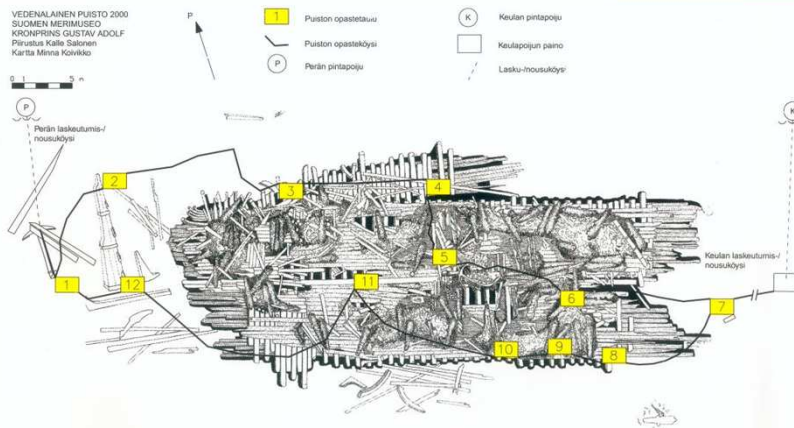 VEDENALAINEN PUISTO 2000
SUOMEN MERIMUSEO
KRONPRINS GUSTAV ADOLF
Piirustus Kalle Salonen
Kartta Minna Koivikko
0 1 5 m
P
1 Puiston opastetaulu
Puiston opasteköysi
P Perän pintapoiju
K Keulan pintapoiju
Keulapoijun paino
Lasku-/nousuköysi
P
Perän laskeutumis-/
nousuköysi
K
2
3
4
5
Keulan laskeutumis-/
nousuköysi
1
12
11
6
7
10
9
8